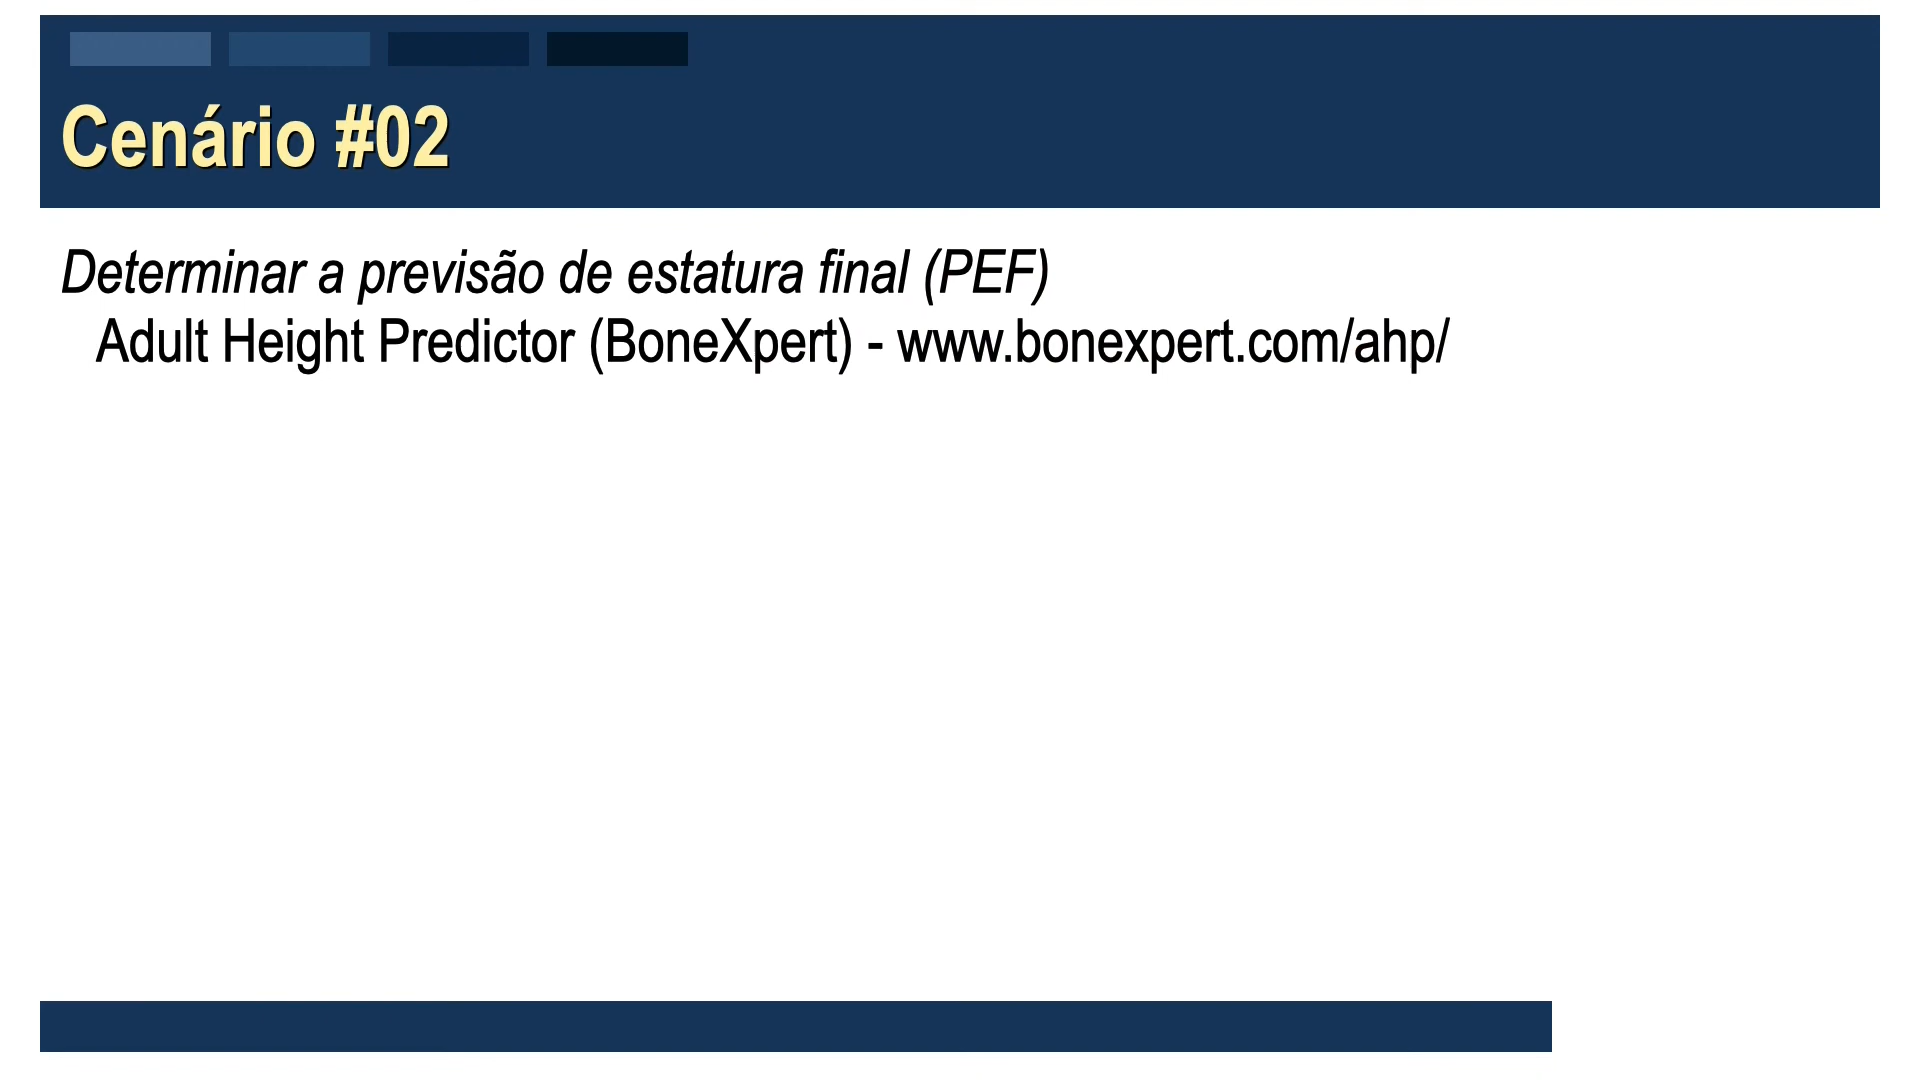 Cenário #02
Determinar a previsão de estatura final (PEF)
Adult Height Predictor (BoneXpert) - www.bonexpert.com/ahp/